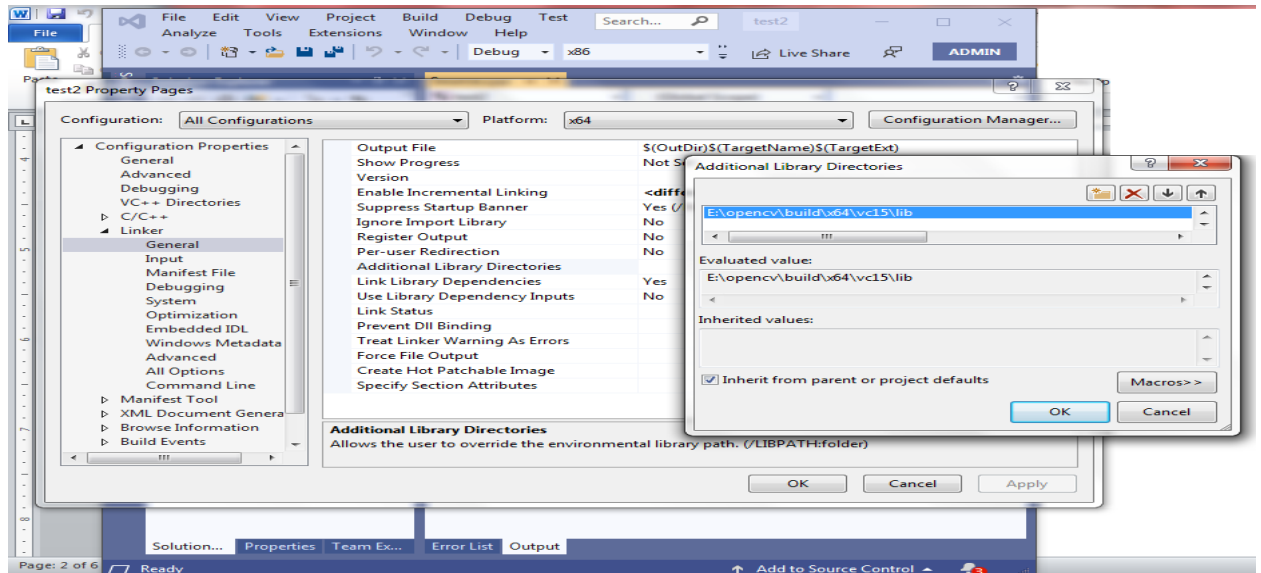 File Edit View Project Build Debug Test Search... test2
File
Analyze Tools Extensions Window Help
Debug x86 Live Share ADMIN
test2 Property Pages
Configuration: All Configurations Platform: x64 Configuration Manager...
Configuration Properties
General
Advanced
Debugging
VC++ Directories
C/C++
Linker
General
Input
Manifest File
Debugging
System
Optimization
Embedded IDL
Windows Metadata
Advanced
All Options
Command Line
Manifest Tool
XML Document Genera
Browse Information
Build Events
Output File $(OutDir)$(TargetName)$(TargetExt)
Show Progress Not S
Version
Enable Incremental Linking <diffe
Suppress Startup Banner Yes (/
Ignore Import Library No
Register Output No
Per-user Redirection No
Additional Library Directories
Link Library Dependencies Yes
Use Library Dependency Inputs No
Link Status
Prevent Dll Binding
Treat Linker Warning As Errors
Force File Output
Create Hot Patchable Image
Specify Section Attributes
Additional Library Directories
Allows the user to override the environmental library path. (/LIBPATH:folder)
OK Cancel Apply
Additional Library Directories
E:\opencv\build\x64\vc15\lib
Evaluated value:
E:\opencv\build\x64\vc15\lib
Inherited values:
Inherit from parent or project defaults
Macros>>
OK Cancel
Solution... Properties Team Ex... Error List Output
Page: 2 of 6
Ready Add to Source Control 3